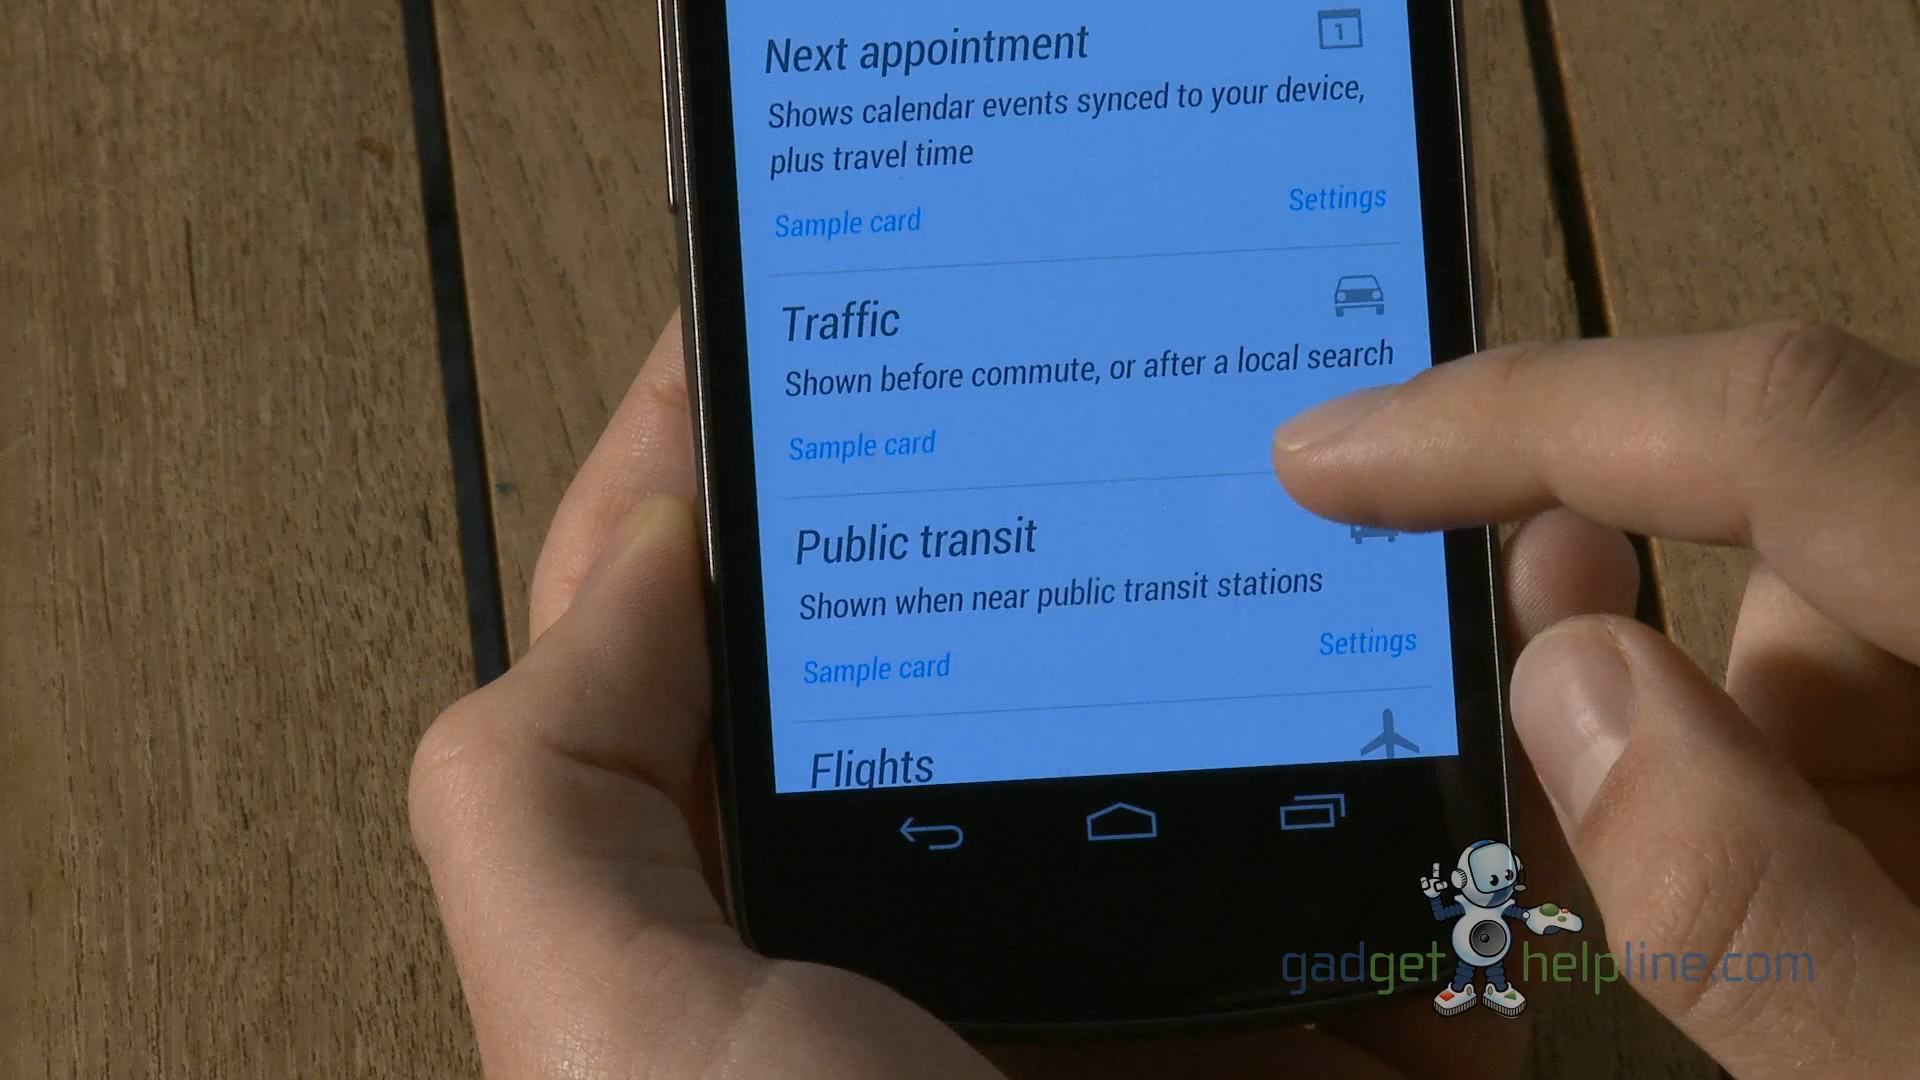 Next appointment
1
Shows calendar events synced to your device,
plus travel time
Sample card
Settings
Traffic
Shown before commute, or after a local search
Sample card
Public transit
Shown when near public transit stations
Sample card
Settings
Flights
gadgethelpline.com